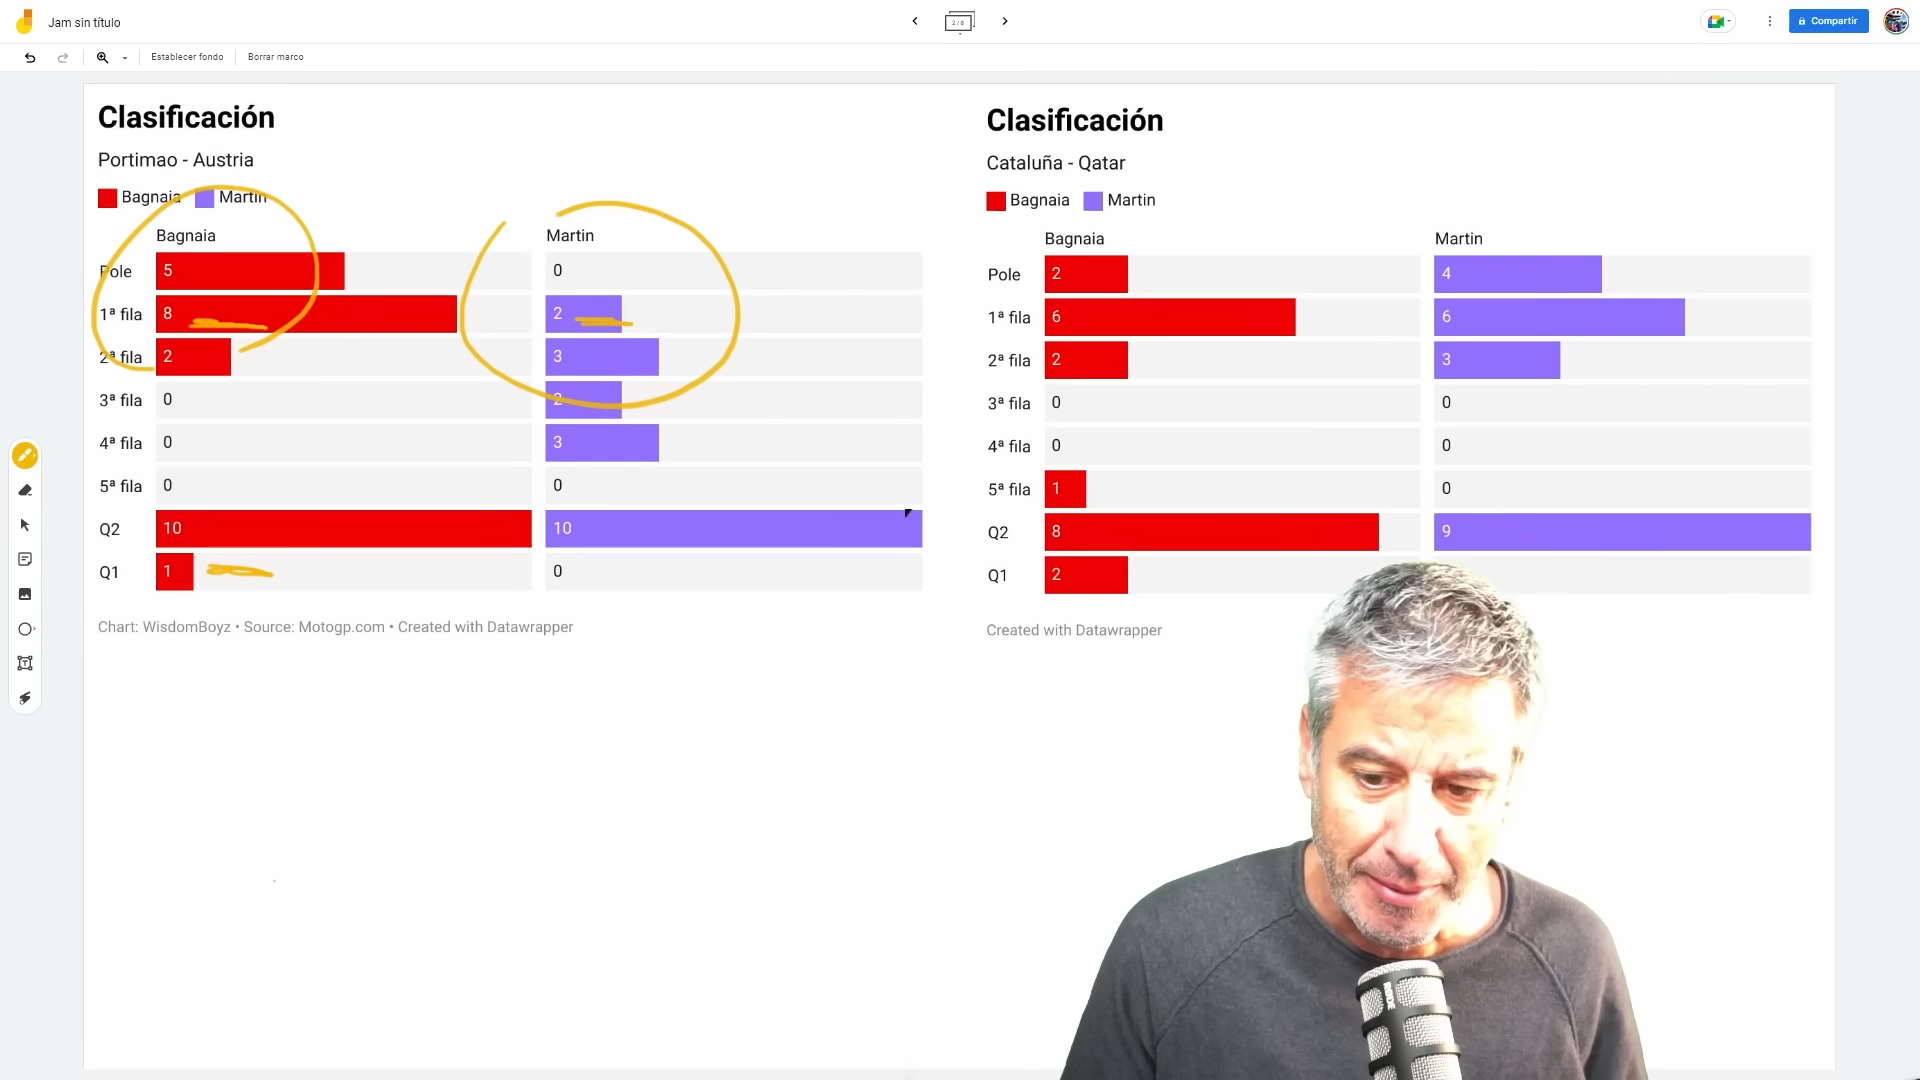 Jam sin título
2 / 8
Compartir
Establecer fondo
Borrar marco
Clasificación
Portimao - Austria
Bagnaia Martin
Bagnaia Martin
Pole 5 0
1ª fila 8 2
2ª fila 2 3
3ª fila 0 2
4ª fila 0 3
5ª fila 0 0
Q2 10 10
Q1 1 0
Chart: WisdomBoyz • Source: Motogp.com • Created with Datawrapper
Clasificación
Cataluña - Qatar
Bagnaia Martin
Bagnaia Martin
Pole 2 4
1ª fila 6 6
2ª fila 2 3
3ª fila 0 0
4ª fila 0 0
5ª fila 1 0
Q2 8 9
Q1 2
Created with Datawrapper
RØDE